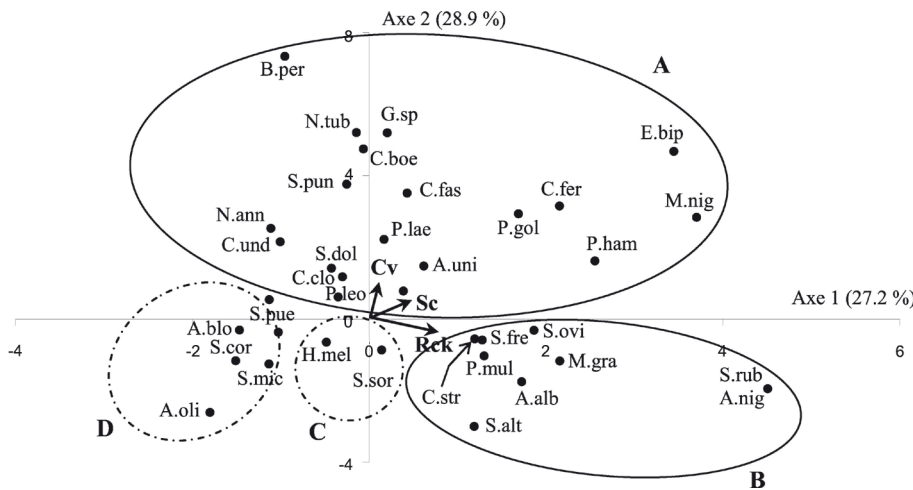 Axe 2 (28.9 %)
8
A
B.per
N.tub
G.sp
C.boe
E.bip
4
S.pun
C.fas
C.fer
M.nig
N.ann
P.lae
P.gol
C.und
P.ham
S.dol
A.uni
C.clo
Cv
P.leo
Sc
Axe 1 (27.2 %)
S.pue
0
-4
-2
0
2
4
6
A.blo
Rck
S.fre
S.ovi
S.cor
H.mel
P.mul
M.gra
S.mic
S.sor
S.rub
C.str
A.alb
A.nig
A.oli
S.alt
D
C
B
-4